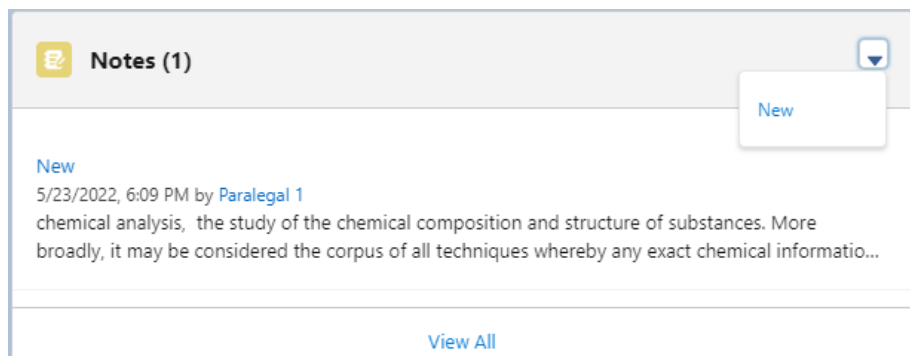 Notes (1)
New
New
5/23/2022, 6:09 PM by Paralegal 1
chemical analysis,  the study of the chemical composition and structure of substances. More
broadly, it may be considered the corpus of all techniques whereby any exact chemical informatio...
View All